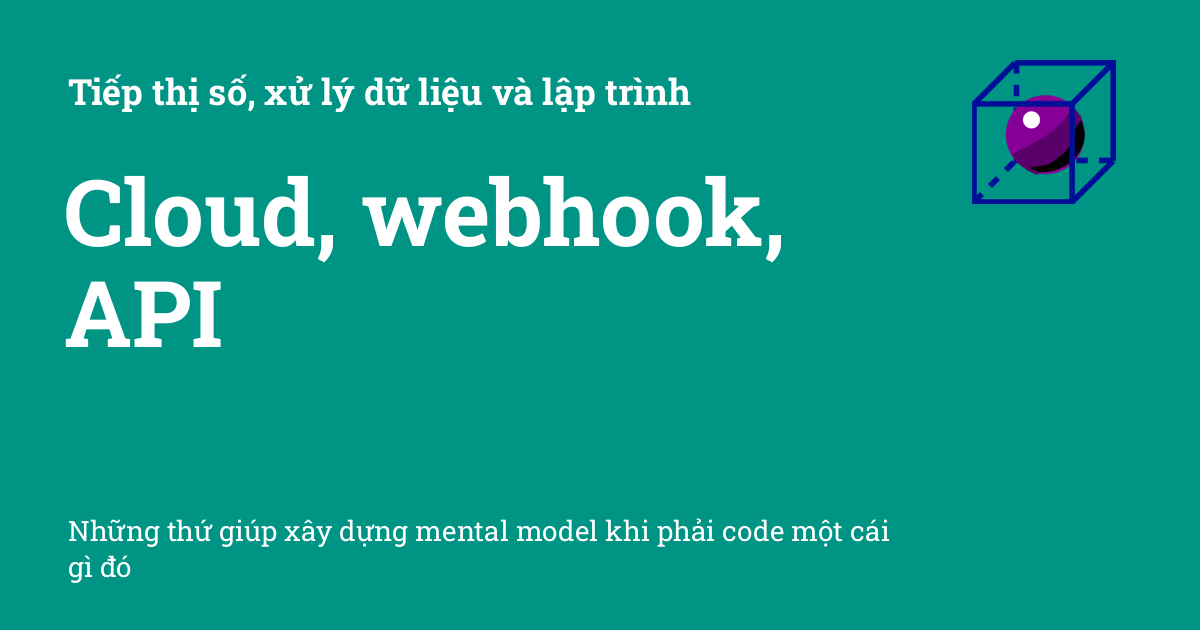 Tiếp thị số, xử lý dữ liệu và lập trình
Cloud, webhook,
API
Những thứ giúp xây dựng mental model khi phải code một cái
gì đó